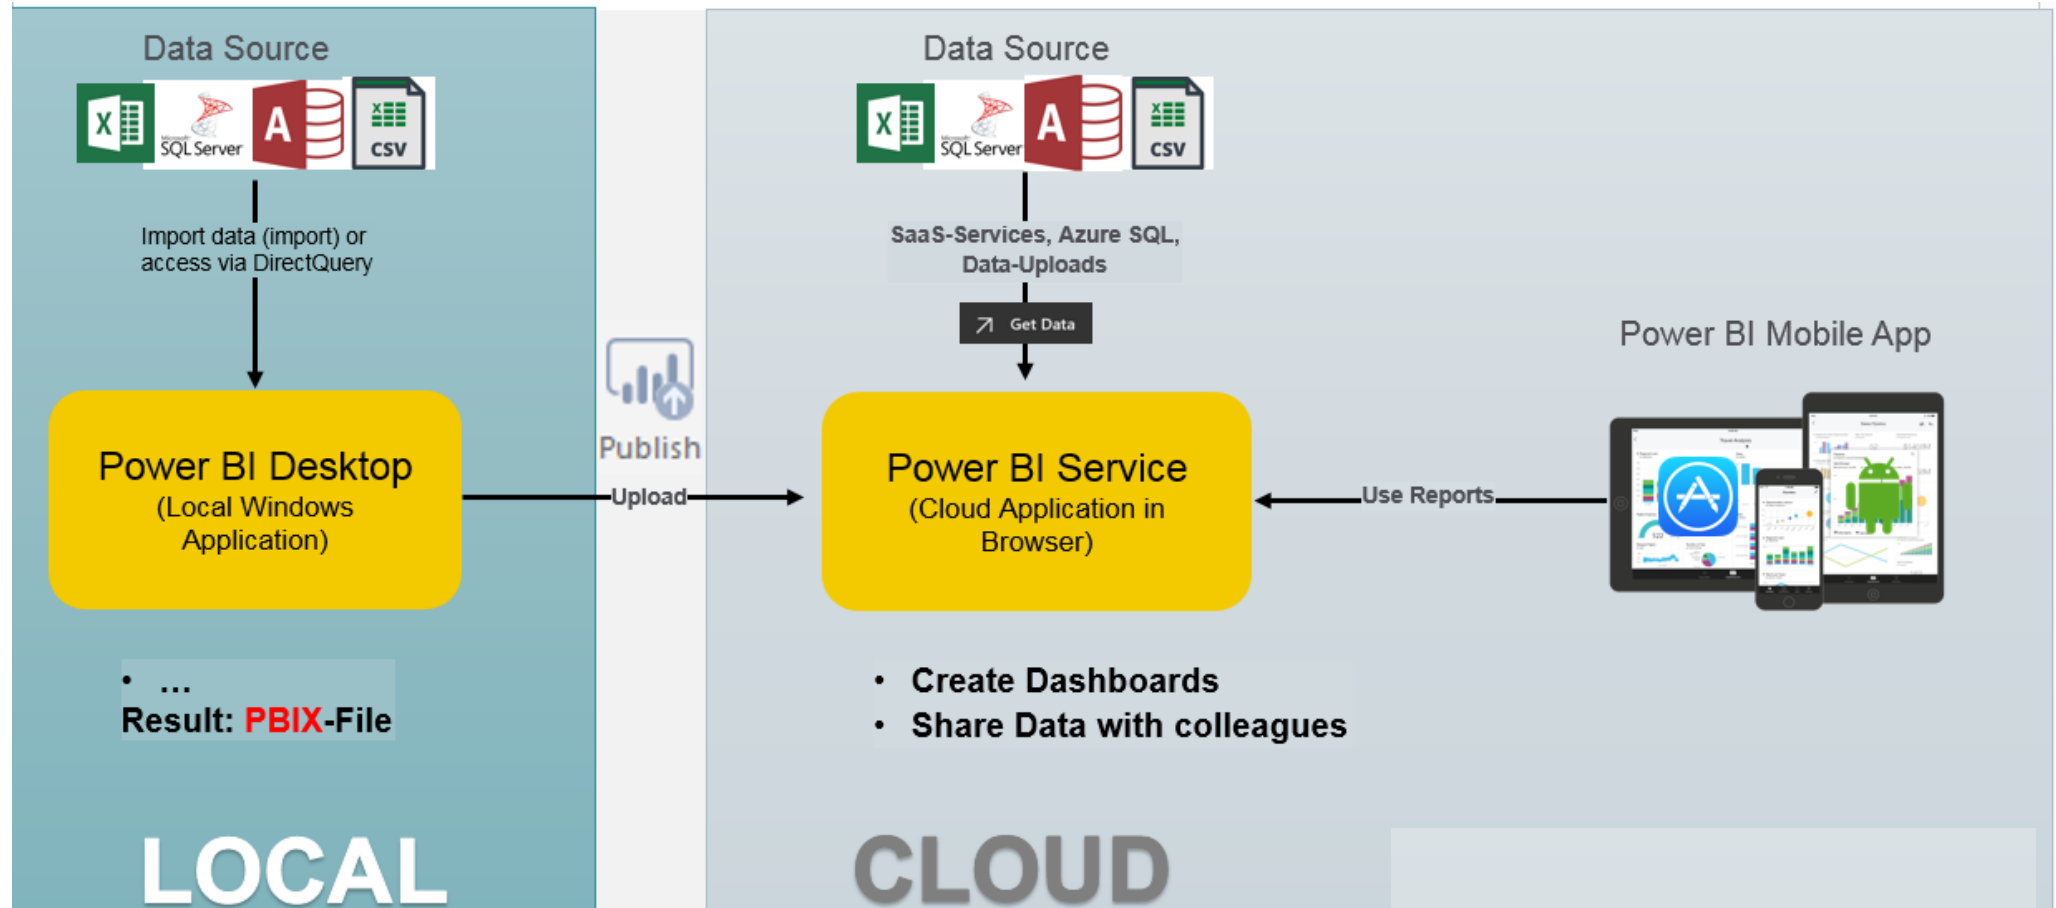 Data Source
X
Microsoft
SQL Server
A
X
CSV
Import data (import) or
access via DirectQuery
Power BI Desktop
(Local Windows
Application)
• ...
Result: PBIX-File
LOCAL
Publish
Upload
Data Source
X
Microsoft
SQL Server
A
X
CSV
SaaS-Services, Azure SQL,
Data-Uploads
Get Data
Power BI Service
(Cloud Application in
Browser)
• Create Dashboards
• Share Data with colleagues
CLOUD
Use Reports
Power BI Mobile App